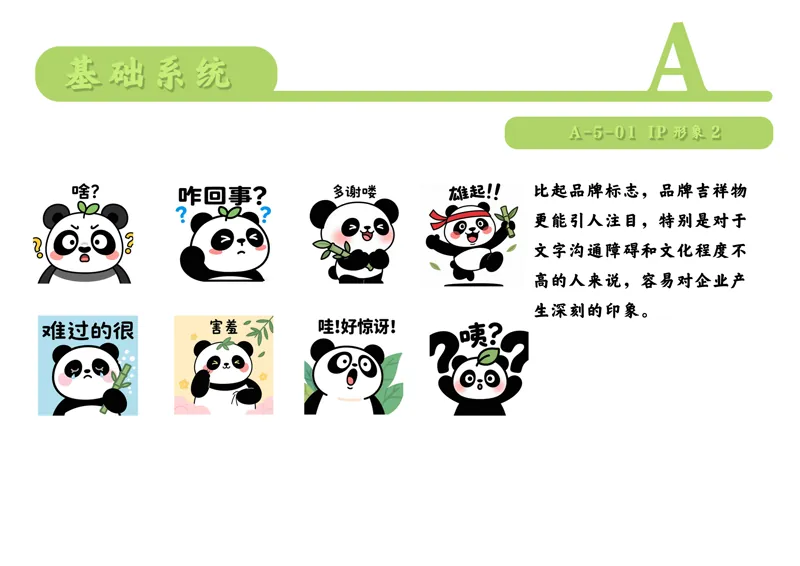 基础系统
A
A-5-01 IP形象2
啥?
咋回事?
多谢喽
雄起!!
比起品牌标志，品牌吉祥物
更能引人注目，特别是对于
文字沟通障碍和文化程度不
高的人来说，容易对企业产
生深刻的印象。
? ?
? ?
难过的很
害羞
哇!好惊讶!
咦?
? ?